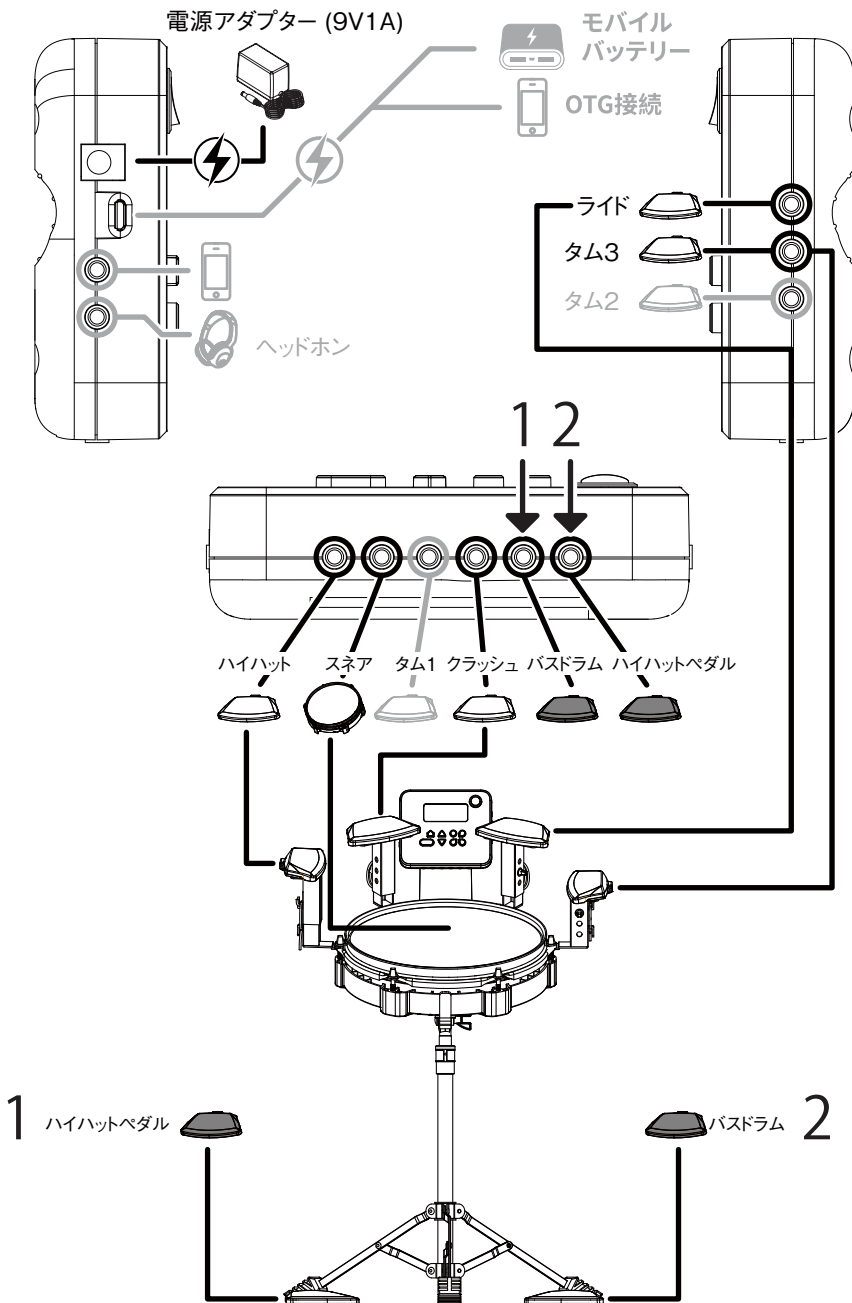 電源アダプター (9V1A)
モバイル
バッテリー
OTG接続
ヘッドホン
ライド
タム3
タム2
1 2
ハイハット スネア タム1 クラッシュ バスドラム ハイハットペダル
1 ハイハットペダル
バスドラム 2